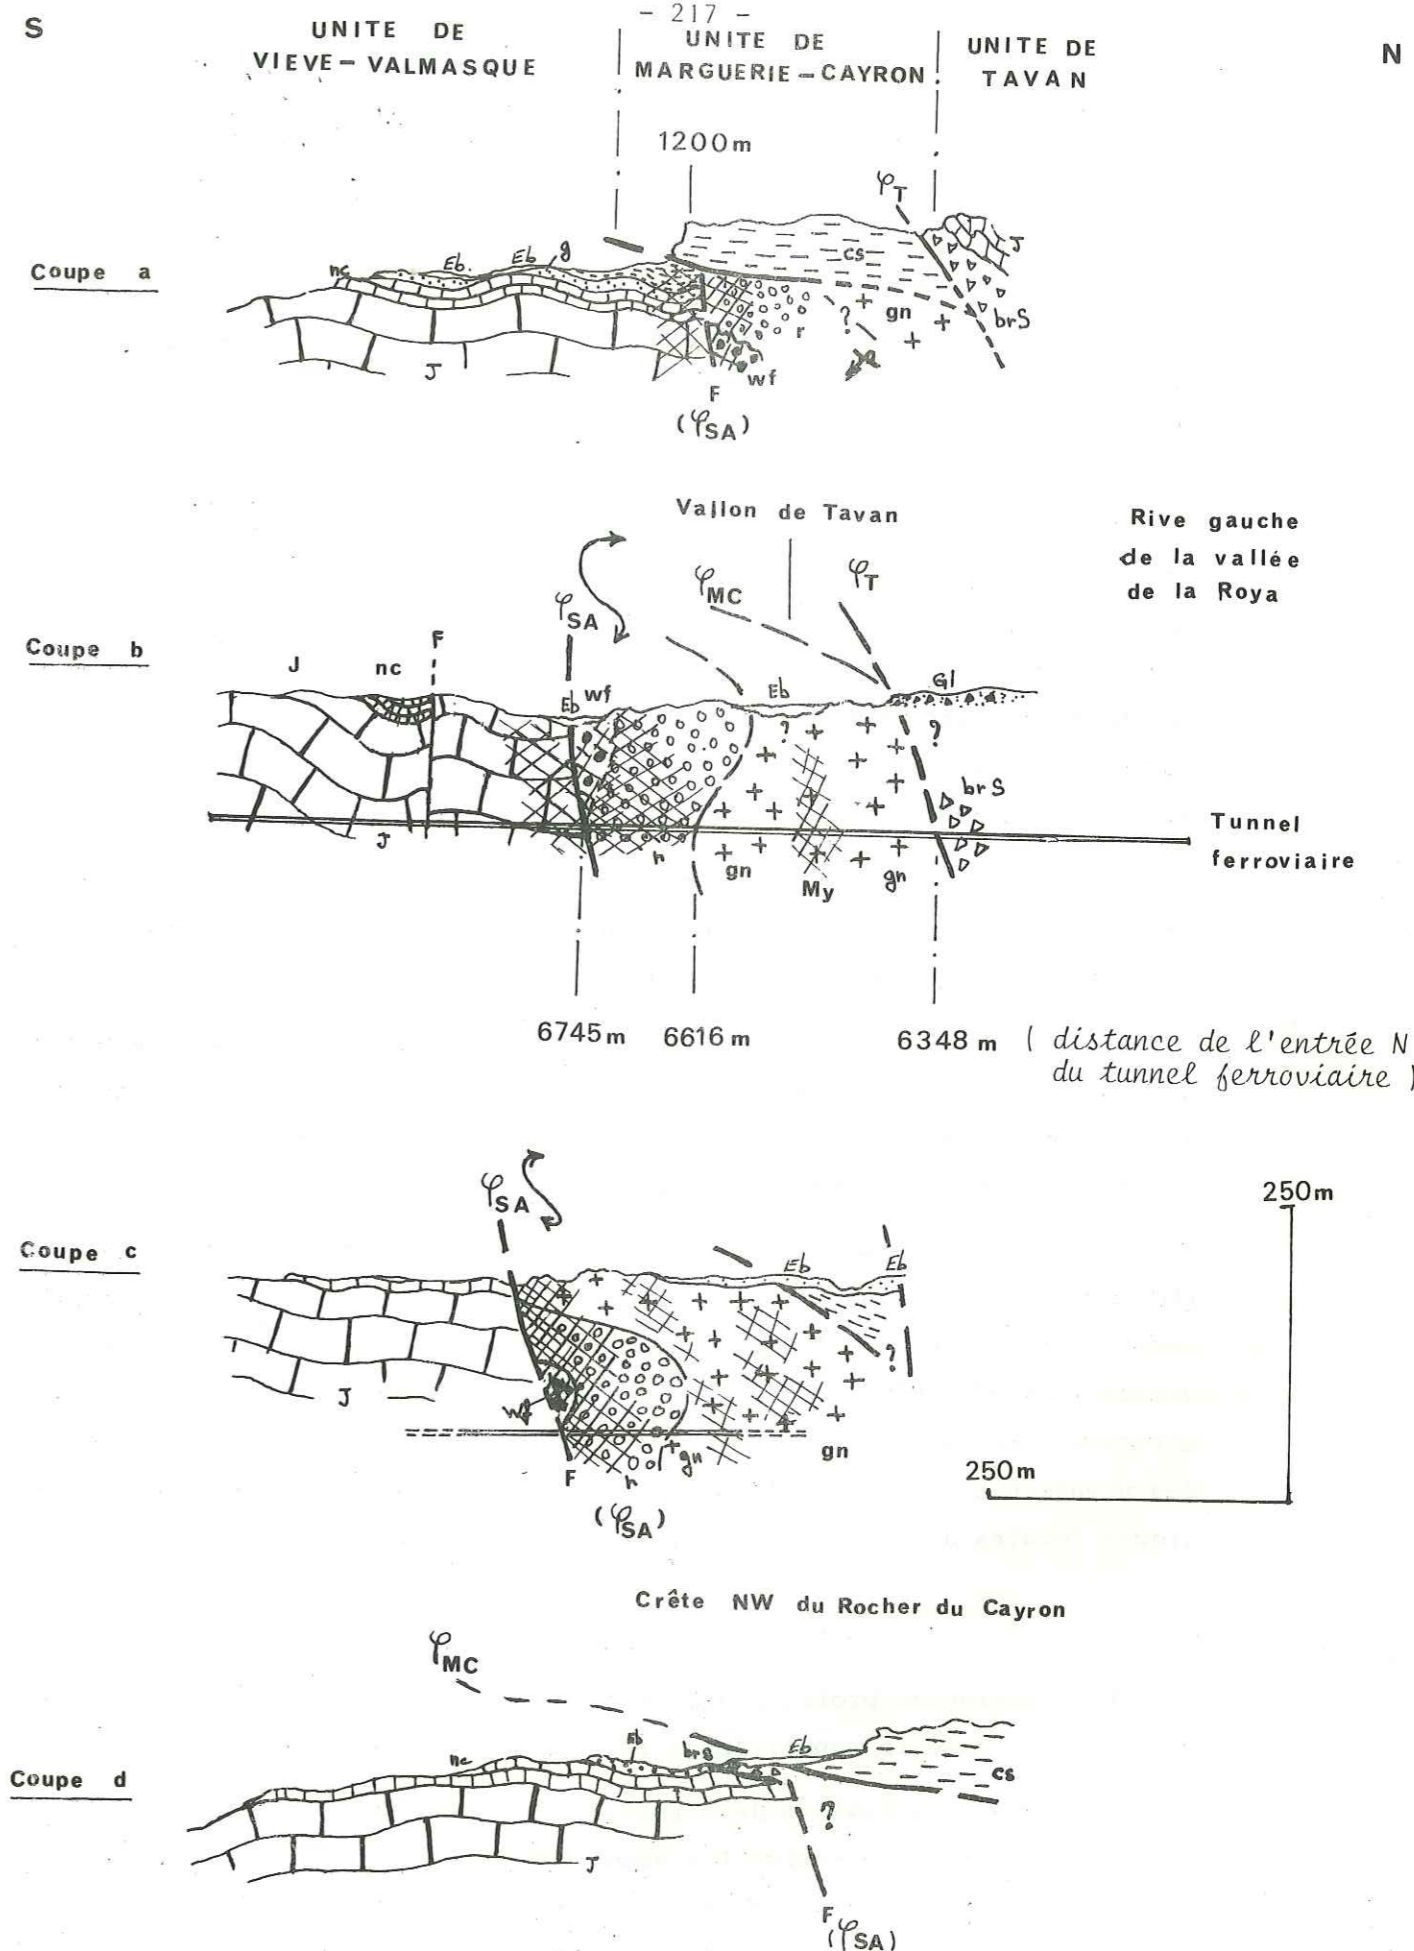 - 217 -
S
UNITE DE
VIEVE-VALMASQUE
UNITE DE
MARGUERIE-CAYRON
UNITE DE
TAVAN
N
1200m
φT
Coupe a
nc
Eb.
Eb
g
cs
J
gn
brS
?
r
J
wf
F
(φSA)
Vallon de Tavan
Rive gauche
de la vallée
de la Roya
φSA
φMC
φT
Coupe b
J
nc
F
Eb
wf
Eb
Gl
?
?
brS
Tunnel
ferroviaire
J
r
gn
My
gn
6745m
6616m
6348 m
( distance de l'entrée N
du tunnel ferroviaire )
φSA
250m
Coupe c
Eb
Eb
?
J
wf
gn
gn
F
r
(φSA)
250m
Crête NW du Rocher du Cayron
φMC
Coupe d
nc
Eb
brS
Eb
cs
?
J
F
(φSA)